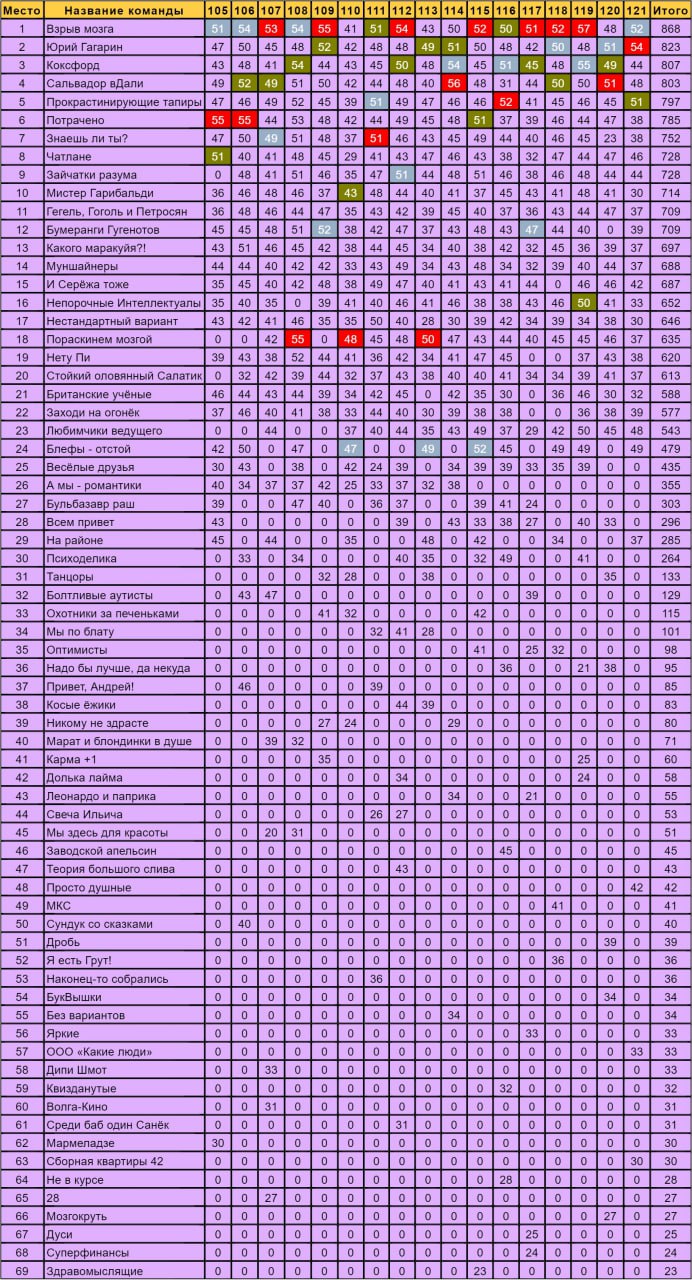 Место Название команды 105 106 107 108 109 110 111 112 113 114 115 116 117 118 119 120 121 Итого
1 Взрыв мозга 51 54 53 54 55 41 51 54 43 50 52 50 51 52 57 48 52 868
2 Юрий Гагарин 47 50 45 48 52 42 48 48 49 51 50 48 42 50 48 51 54 823
3 Коксфорд 43 48 41 54 44 43 45 50 48 54 45 51 45 48 55 49 44 807
4 Сальвадор вДали 49 52 49 51 50 42 44 48 40 56 48 31 44 50 50 51 48 803
5 Прокрастинирующие тапиры 47 46 49 52 45 39 51 49 47 46 46 52 41 45 46 45 51 797
6 Потрачено 55 55 44 53 48 42 44 49 45 48 51 37 39 46 44 47 38 785
7 Знаешь ли ты? 47 50 49 51 48 37 51 46 43 45 49 44 40 46 45 23 38 752
8 Чатлане 51 40 41 48 45 29 41 43 47 46 43 38 32 47 44 47 46 728
9 Зайчатки разума 0 48 41 51 46 35 47 51 44 48 51 46 38 46 48 44 44 728
10 Мистер Гарибальди 36 46 48 46 37 43 48 44 40 41 37 45 43 41 48 41 30 714
11 Гегель, Гоголь и Петросян 36 48 46 44 47 35 43 42 39 45 40 37 36 43 44 47 37 709
12 Бумеранги Гугенотов 45 45 48 51 52 38 42 47 37 43 48 43 47 44 40 0 39 709
13 Какого маракуйя?! 43 51 46 45 42 38 44 45 34 40 38 42 32 45 36 39 37 697
14 Муншайнеры 44 44 40 42 42 33 43 49 34 43 48 34 32 39 40 44 37 688
15 И Серёжа тоже 35 45 40 42 48 38 49 47 40 41 43 41 44 0 46 46 42 687
16 Непорочные Интеллектуалы 35 40 35 0 39 41 40 46 41 46 38 38 43 46 50 41 33 652
17 Нестандартный вариант 43 42 41 46 35 35 50 40 28 30 39 42 34 39 34 38 30 646
18 Пораскинем мозгой 0 0 42 55 0 48 45 48 50 47 43 44 40 45 45 46 37 635
19 Нету Пи 39 43 38 52 44 41 36 42 34 41 47 45 0 0 37 43 38 620
20 Стойкий оловянный Салатик 0 32 42 39 44 32 37 43 38 40 40 41 34 34 39 41 37 613
21 Британские учёные 46 44 43 44 39 34 42 45 0 42 35 30 0 36 46 30 32 588
22 Заходи на огонёк 37 46 40 41 38 33 44 40 30 39 38 38 0 0 36 38 39 577
23 Любимчики ведущего 0 0 44 0 0 37 40 44 35 43 49 37 29 42 50 45 48 543
24 Блефы - отстой 42 50 0 47 0 47 0 0 49 0 52 45 0 49 49 0 49 479
25 Весёлые друзья 30 43 0 38 0 42 24 39 0 34 39 39 33 35 39 0 0 435
26 А мы - романтики 40 34 37 37 42 25 33 37 32 38 0 0 0 0 0 0 0 355
27 Бульбазавр раш 39 0 0 47 40 0 36 37 0 0 39 41 24 0 0 0 0 303
28 Всем привет 43 0 0 0 0 0 0 39 0 43 33 38 27 0 40 33 0 296
29 На районе 45 0 44 0 0 35 0 0 48 0 42 0 0 34 0 0 37 285
30 Психоделика 0 33 0 34 0 0 0 40 35 0 32 49 0 0 41 0 0 264
31 Танцоры 0 0 0 0 32 28 0 0 38 0 0 0 0 0 0 35 0 133
32 Болтливые аутисты 0 43 47 0 0 0 0 0 0 0 0 0 39 0 0 0 0 129
33 Охотники за печеньками 0 0 0 0 41 32 0 0 0 0 42 0 0 0 0 0 0 115
34 Мы по блату 0 0 0 0 0 0 32 41 28 0 0 0 0 0 0 0 0 101
35 Оптимисты 0 0 0 0 0 0 0 0 0 0 41 0 25 32 0 0 0 98
36 Надо бы лучше, да некуда 0 0 0 0 0 0 0 0 0 0 0 36 0 0 21 38 0 95
37 Привет, Андрей! 0 46 0 0 0 0 39 0 0 0 0 0 0 0 0 0 0 85
38 Косые ёжики 0 0 0 0 0 0 0 44 39 0 0 0 0 0 0 0 0 83
39 Никому не здрасте 0 0 0 0 27 24 0 0 0 29 0 0 0 0 0 0 0 80
40 Марат и блондинки в душе 0 0 39 32 0 0 0 0 0 0 0 0 0 0 0 0 0 71
41 Карма +1 0 0 0 0 35 0 0 0 0 0 0 0 0 0 25 0 0 60
42 Долька лайма 0 0 0 0 0 0 0 34 0 0 0 0 0 0 24 0 0 58
43 Леонардо и паприка 0 0 0 0 0 0 0 0 0 34 0 0 21 0 0 0 0 55
44 Свеча Ильича 0 0 0 0 0 0 26 27 0 0 0 0 0 0 0 0 0 53
45 Мы здесь для красоты 0 0 20 31 0 0 0 0 0 0 0 0 0 0 0 0 0 51
46 Заводской апельсин 0 0 0 0 0 0 0 0 0 0 0 45 0 0 0 0 0 45
47 Теория большого слива 0 0 0 0 0 0 0 43 0 0 0 0 0 0 0 0 0 43
48 Просто душные 0 0 0 0 0 0 0 0 0 0 0 0 0 0 0 0 42 42
49 МКС 0 0 0 0 0 0 0 0 0 0 0 0 0 41 0 0 0 41
50 Сундук со сказками 0 40 0 0 0 0 0 0 0 0 0 0 0 0 0 0 0 40
51 Дробь 0 0 0 0 0 0 0 0 0 0 0 0 0 0 0 39 0 39
52 Я есть Грут! 0 0 0 0 0 0 0 0 0 0 0 0 0 36 0 0 0 36
53 Наконец-то собрались 0 0 0 0 0 0 36 0 0 0 0 0 0 0 0 0 0 36
54 БукВышки 0 0 0 0 0 0 0 0 0 0 0 0 0 0 0 34 0 34
55 Без вариантов 0 0 0 0 0 0 0 0 0 34 0 0 0 0 0 0 0 34
56 Яркие 0 0 0 0 0 0 0 0 0 0 0 0 33 0 0 0 0 33
57 ООО «Какие люди» 0 0 0 0 0 0 0 0 0 0 0 0 0 0 0 0 33 33
58 Дипи Шмот 0 0 33 0 0 0 0 0 0 0 0 0 0 0 0 0 0 33
59 Квизданутые 0 0 0 0 0 0 0 0 0 0 0 32 0 0 0 0 0 32
60 Волга-Кино 0 0 31 0 0 0 0 0 0 0 0 0 0 0 0 0 0 31
61 Среди баб один Санёк 0 0 0 0 0 0 0 31 0 0 0 0 0 0 0 0 0 31
62 Мармеладзе 30 0 0 0 0 0 0 0 0 0 0 0 0 0 0 0 0 30
63 Сборная квартиры 42 0 0 0 0 0 0 0 0 0 0 0 0 0 0 0 0 30 30
64 Не в курсе 0 0 0 0 0 0 0 0 0 0 0 28 0 0 0 0 0 28
65 28 0 0 27 0 0 0 0 0 0 0 0 0 0 0 0 0 0 27
66 Мозгокруть 0 0 0 0 0 0 0 0 0 0 0 0 0 0 0 27 0 27
67 Дуси 0 0 0 0 0 0 0 0 0 0 0 0 25 0 0 0 0 25
68 Суперфинансы 0 0 0 0 0 0 0 0 0 0 0 0 24 0 0 0 0 24
69 Здравомыслящие 0 0 0 0 0 0 0 0 0 0 23 0 0 0 0 0 0 23